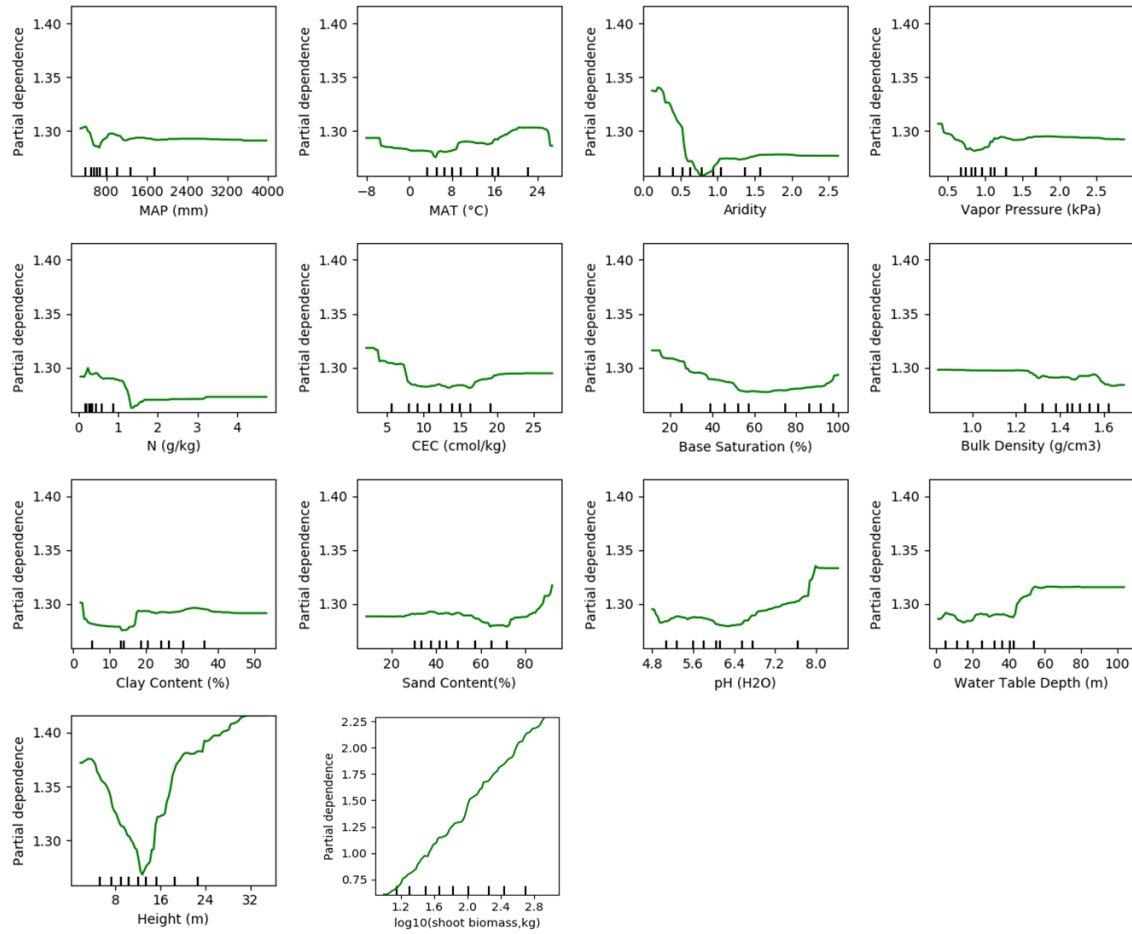 Partial dependence
1.40
1.35
1.30
800 1600 2400 3200 4000
MAP (mm)
Partial dependence
1.40
1.35
1.30
−8 0 8 16 24
MAT (°C)
Partial dependence
1.40
1.35
1.30
0.0 0.5 1.0 1.5 2.0 2.5
Aridity
Partial dependence
1.40
1.35
1.30
0.5 1.0 1.5 2.0 2.5
Vapor Pressure (kPa)
Partial dependence
1.40
1.35
1.30
0 1 2 3 4
N (g/kg)
Partial dependence
1.40
1.35
1.30
5 10 15 20 25
CEC (cmol/kg)
Partial dependence
1.40
1.35
1.30
20 40 60 80 100
Base Saturation (%)
Partial dependence
1.40
1.35
1.30
1.0 1.2 1.4 1.6
Bulk Density (g/cm3)
Partial dependence
1.40
1.35
1.30
0 10 20 30 40 50
Clay Content (%)
Partial dependence
1.40
1.35
1.30
20 40 60 80
Sand Content(%)
Partial dependence
1.40
1.35
1.30
4.8 5.6 6.4 7.2 8.0
pH (H2O)
Partial dependence
1.40
1.35
1.30
0 20 40 60 80 100
Water Table Depth (m)
Partial dependence
1.40
1.35
1.30
8 16 24 32
Height (m)
Partial dependence
2.25
2.00
1.75
1.50
1.25
1.00
0.75
1.2 1.6 2.0 2.4 2.8
log10(shoot biomass,kg)